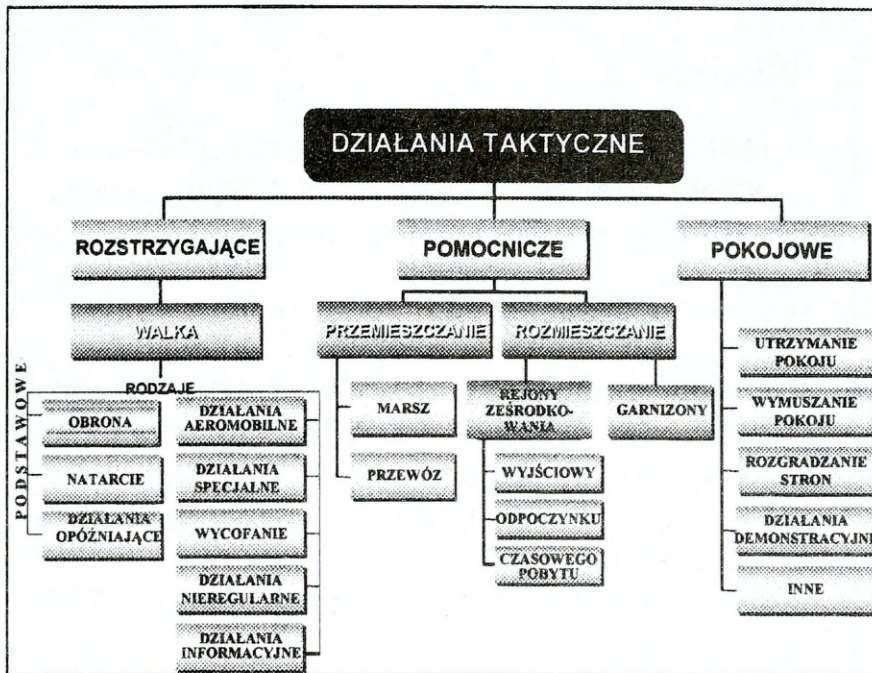 DZIAŁANIA TAKTYCZNE
ROZSTRZYGAJĄCE
POMOCNICZE
POKOJOWE
WALKA
PRZEMIESZCZANIE
ROZMIESZCZANIE
RODZAJE
PODSTAWOWE
OBRONA
NATARCIE
DZIAŁANIA
OPÓŹNIAJĄCE
DZIAŁANIA
AEROMOBILNE
DZIAŁANIA
SPECJALNE
WYCOFANIE
DZIAŁANIA
NIEREGULARNE
DZIAŁANIA
INFORMACYJNE
MARSZ
PRZEWÓZ
REJONY
ZEŚRODKO-
WANIA
GARNIZONY
WYJŚCIOWY
ODPOCZYNKU
CZASOWEGO
POBYTU
UTRZYMANIE
POKOJU
WYMUSZANIE
POKOJU
ROZGRADZANIE
STRON
DZIAŁANIA
DEMONSTRACYJNE
INNE